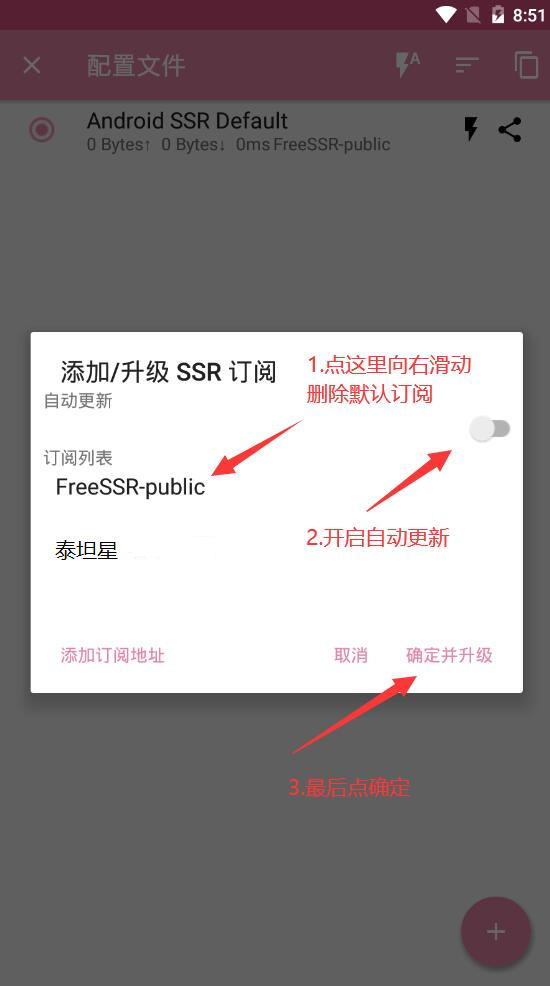 8:51
配置文件
A
Android SSR Default
0 Bytes↑ 0 Bytes↓ 0ms FreeSSR-public
添加/升级 SSR 订阅
1.点这里向右滑动
删除默认订阅
自动更新
订阅列表
FreeSSR-public
2.开启自动更新
泰坦星
添加订阅地址
取消
确定并升级
3.最后点确定